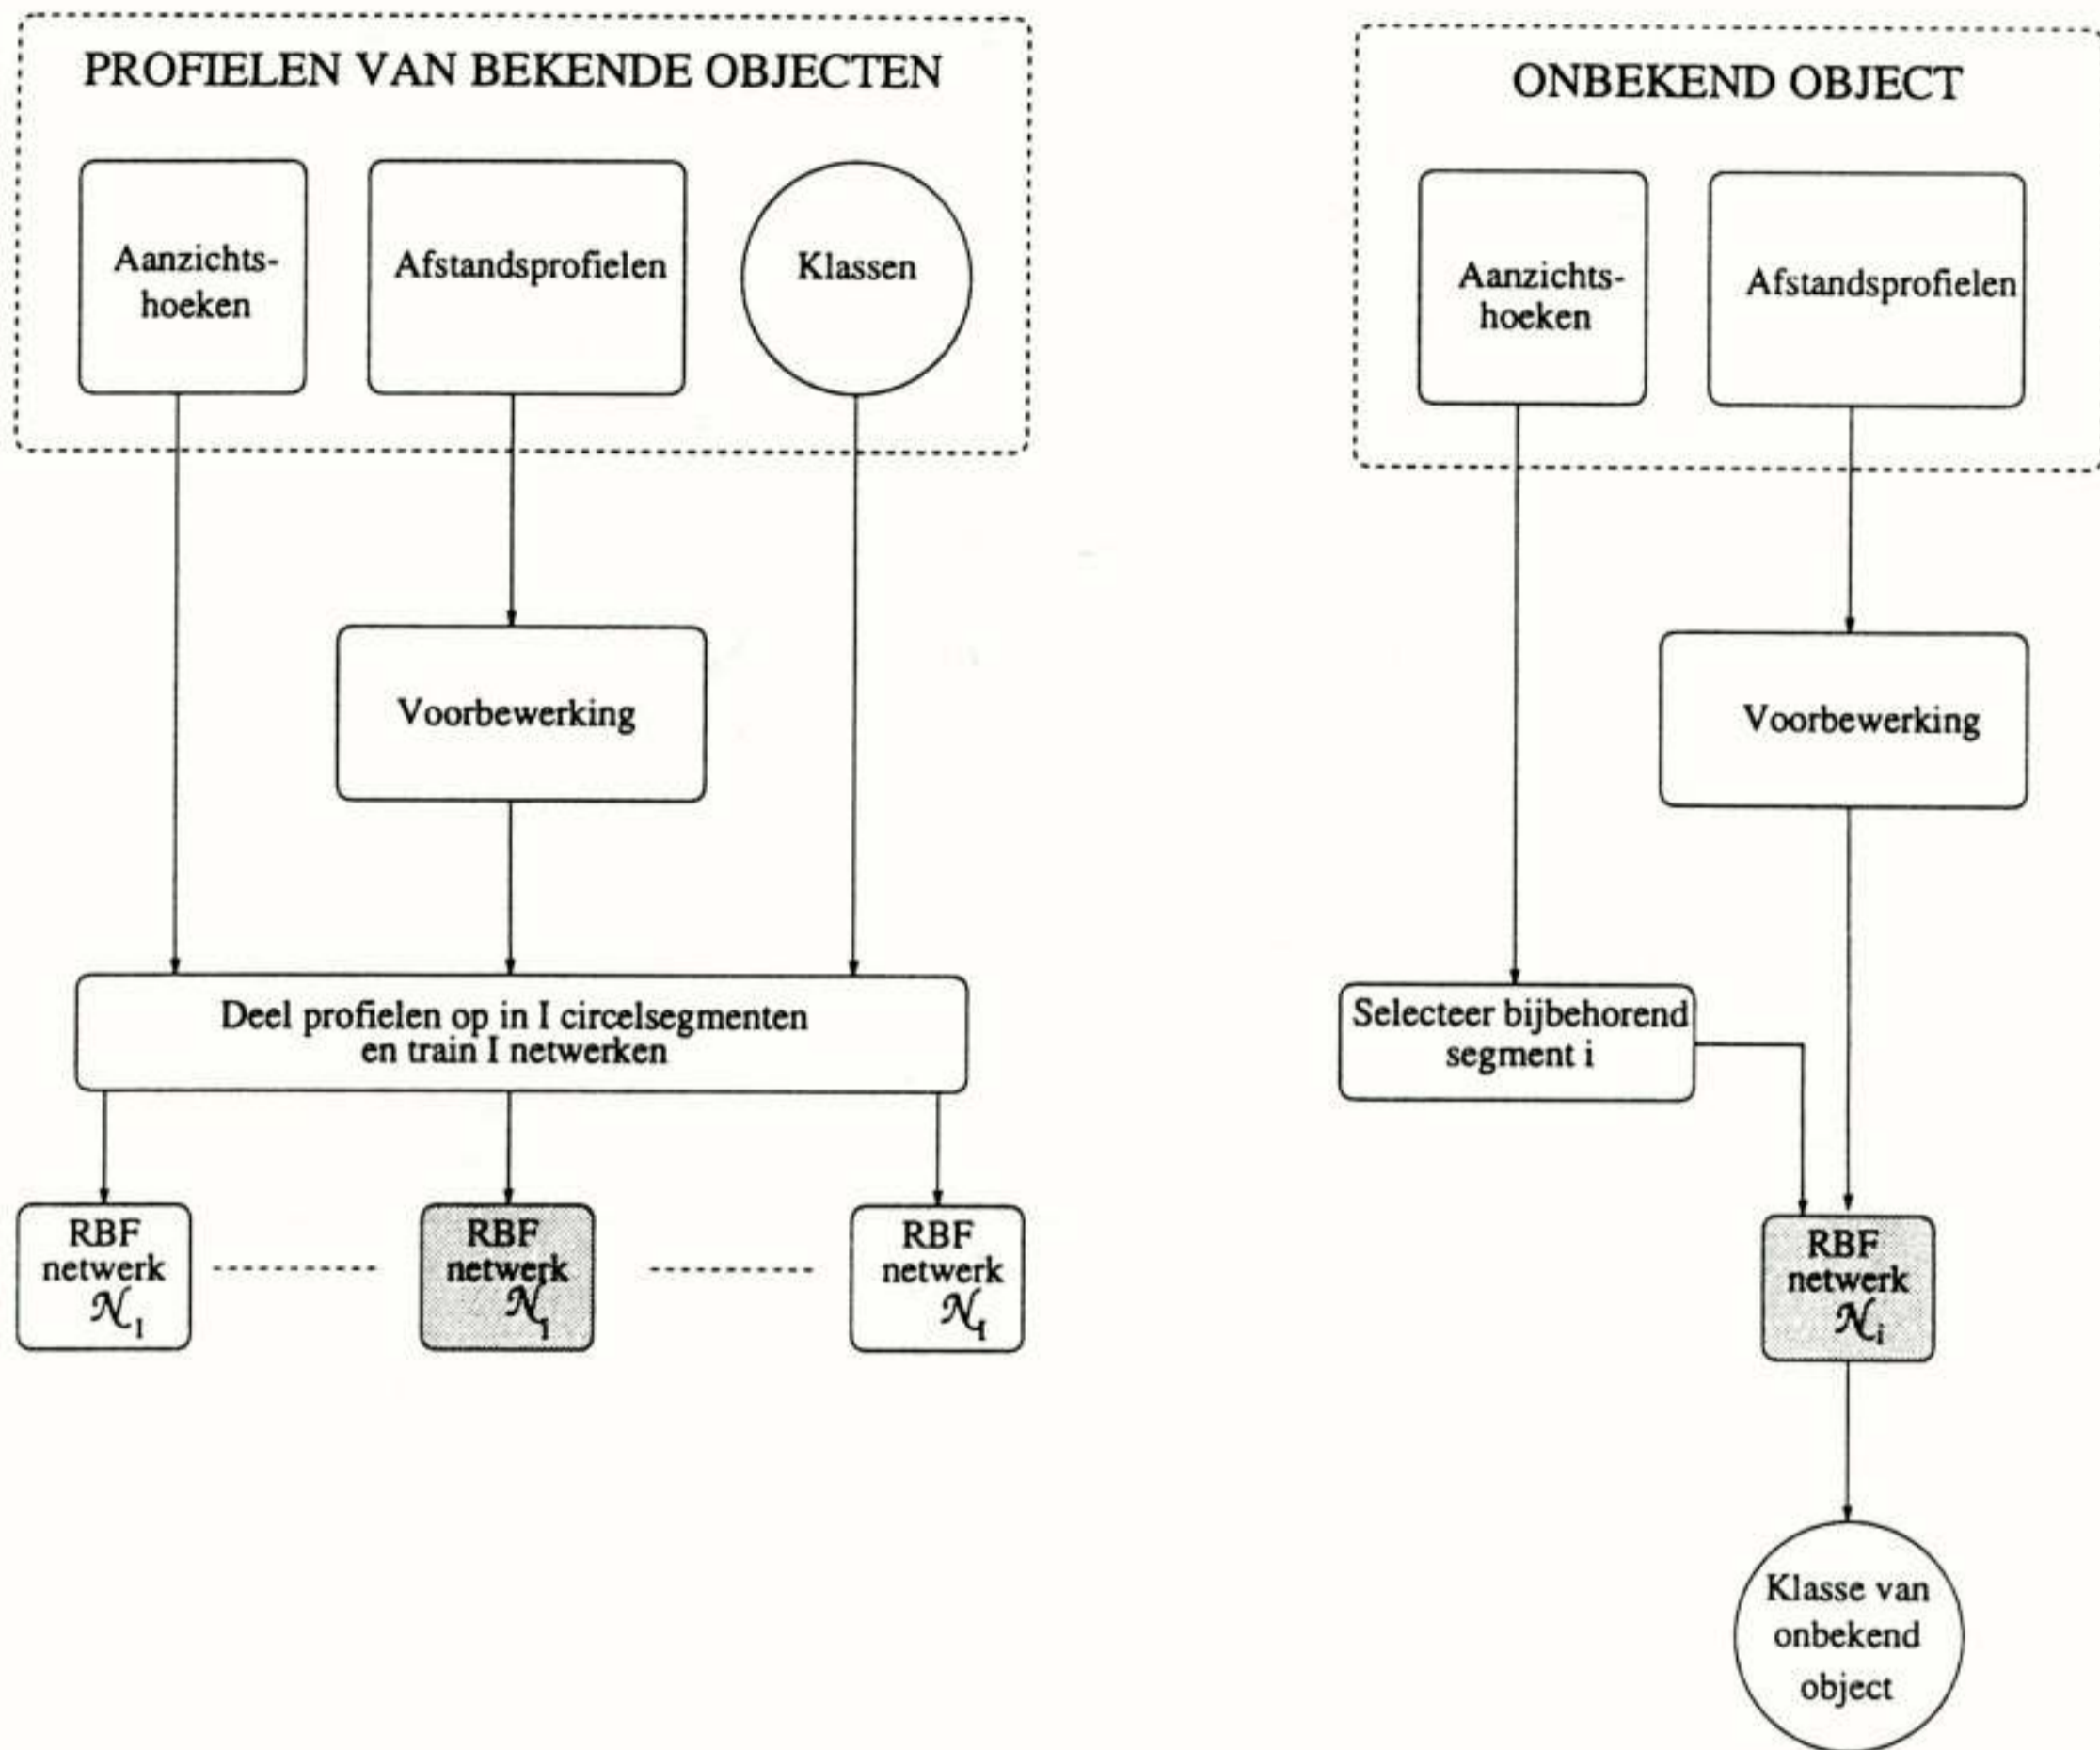 PROFIELEN VAN BEKENDE OBJECTEN
Aanzichts-
hoeken
Afstandsprofielen
Klassen
Voorbewerking
Deel profielen op in I circelsegmenten
en train I netwerken
RBF
netwerk
𝒩1
RBF
netwerk
𝒩i
RBF
netwerk
𝒩I
ONBEKEND OBJECT
Aanzichts-
hoeken
Afstandsprofielen
Voorbewerking
Selecteer bijbehorend
segment i
RBF
netwerk
𝒩i
Klasse van
onbekend
object